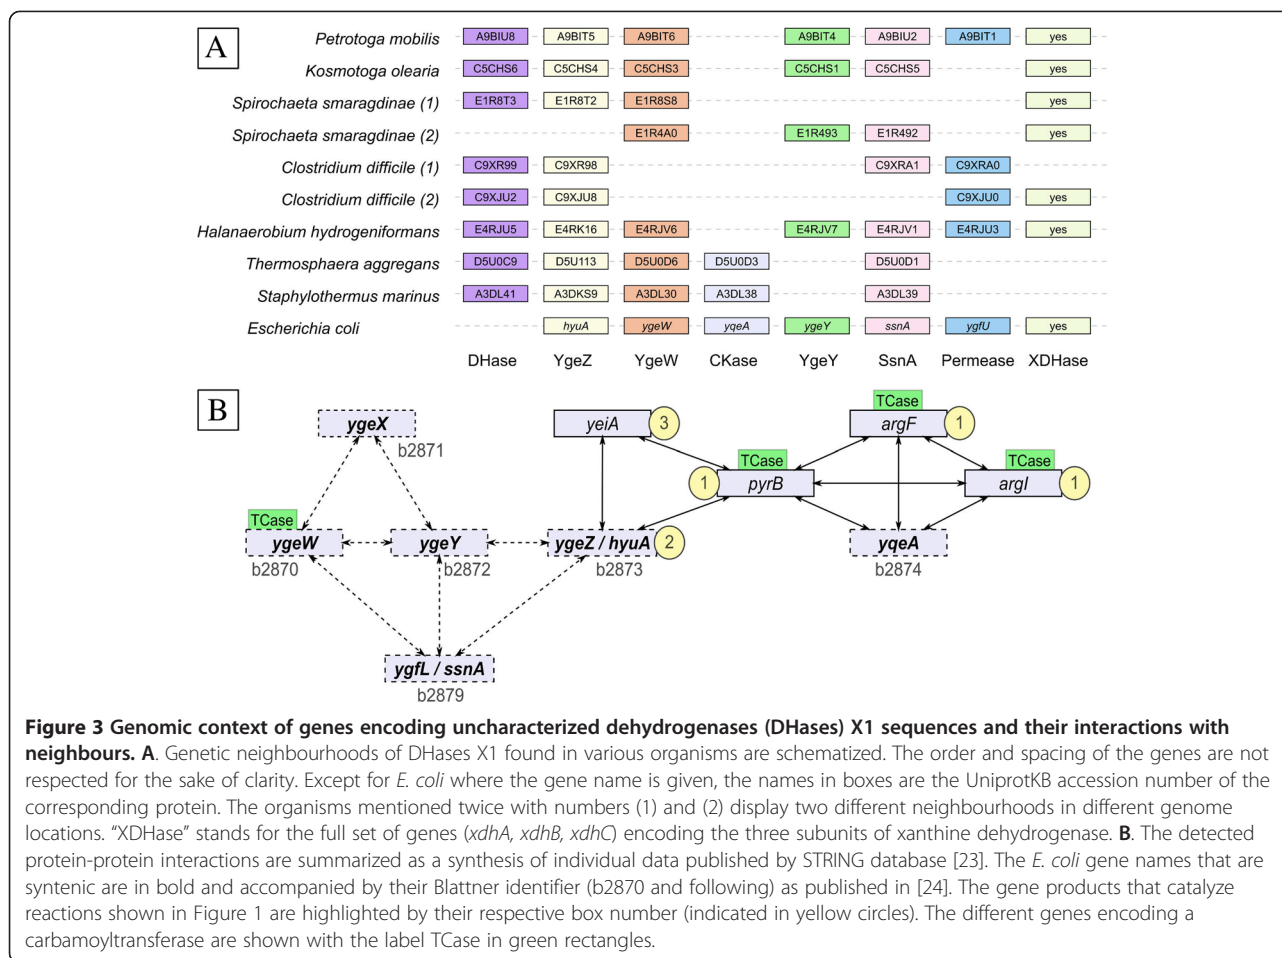 A
Petrotoga mobilis A9BIU8 A9BIT5 A9BIT6 A9BIT4 A9BIU2 A9BIT1 yes
Kosmotoga olearia C5CHS6 C5CHS4 C5CHS3 C5CHS1 C5CHS5 yes
Spirochaeta smaragdinae (1) E1R8T3 E1R8T2 E1R8S8 yes
Spirochaeta smaragdinae (2) E1R4A0 E1R493 E1R492 yes
Clostridium difficile (1) C9XR99 C9XR98 C9XRA1 C9XRA0
Clostridium difficile (2) C9XJU2 C9XJU8 C9XJU0 yes
Halanaerobium hydrogeniformans E4RJU5 E4RK16 E4RJV6 E4RJV7 E4RJV1 E4RJU3 yes
Thermosphaera aggregans D5U0C9 D5U113 D5U0D6 D5U0D3 D5U0D1
Staphylothermus marinus A3DL41 A3DKS9 A3DL30 A3DL38 A3DL39
Escherichia coli hyuA ygeW yqeA ygeY ssnA ygfU yes
DHase YgeZ YgeW CKase YgeY SsnA Permease XDHase
B
TCase
ygeX yeiA 3 argF 1
b2871
TCase TCase
1 pyrB argI 1
TCase
ygeW ygeY ygeZ / hyuA 2 yqeA
b2870 b2872 b2873 b2874
ygfL / ssnA
b2879
Figure 3 Genomic context of genes encoding uncharacterized dehydrogenases (DHases) X1 sequences and their interactions with
neighbours. A. Genetic neighbourhoods of DHases X1 found in various organisms are schematized. The order and spacing of the genes are not
respected for the sake of clarity. Except for E. coli where the gene name is given, the names in boxes are the UniprotKB accession number of the
corresponding protein. The organisms mentioned twice with numbers (1) and (2) display two different neighbourhoods in different genome
locations. “XDHase” stands for the full set of genes (xdhA, xdhB, xdhC) encoding the three subunits of xanthine dehydrogenase. B. The detected
protein-protein interactions are summarized as a synthesis of individual data published by STRING database [23]. The E. coli gene names that are
syntenic are in bold and accompanied by their Blattner identifier (b2870 and following) as published in [24]. The gene products that catalyze
reactions shown in Figure 1 are highlighted by their respective box number (indicated in yellow circles). The different genes encoding a
carbamoyltransferase are shown with the label TCase in green rectangles.